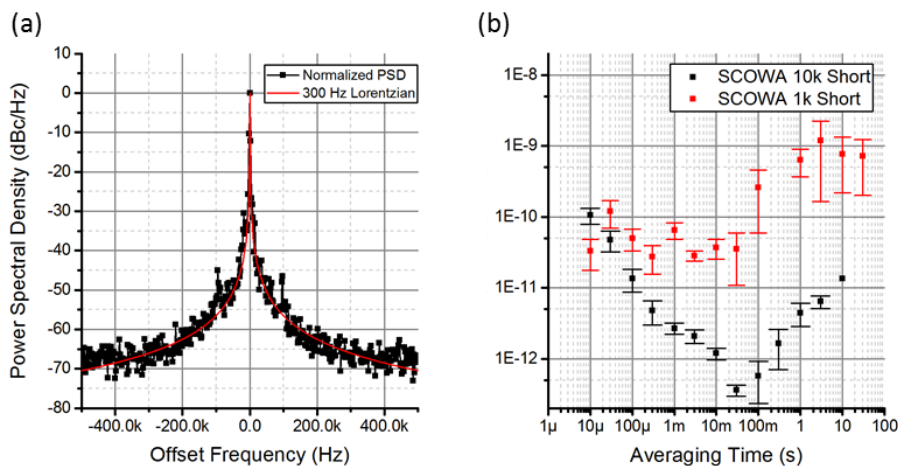 (a)
10
0
-10
-20
-30
-40
-50
-60
-70
-80
Power Spectral Density (dBc/Hz)
Normalized PSD
300 Hz Lorentzian
-400.0k -200.0k 0.0 200.0k 400.0k
Offset Frequency (Hz)
(b)
1E-8
1E-9
1E-10
1E-11
1E-12
SCOWA 10k Short
SCOWA 1k Short
1µ 10µ 100µ 1m 10m 100m 1 10 100
Averaging Time (s)